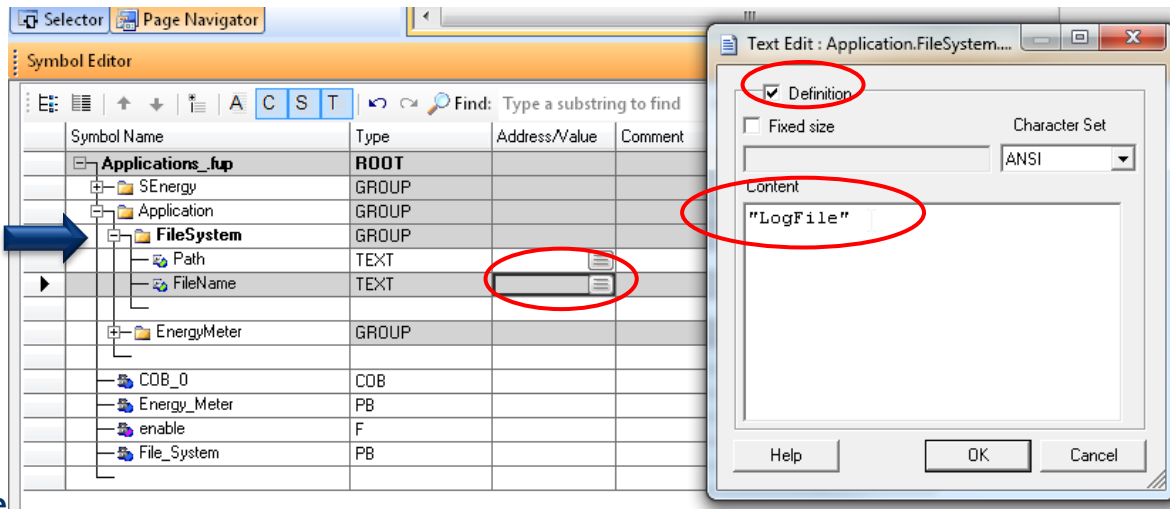 Selector Page Navigator
Symbol Editor
A C S T Find: Type a substring to find
Symbol Name Type Address/Value Comment
Applications_.fup ROOT
SEnergy GROUP
Application GROUP
FileSystem GROUP
Path TEXT
FileName TEXT
EnergyMeter GROUP
COB_0 COB
Energy_Meter PB
enable F
File_System PB
e
Text Edit : Application.FileSystem....
Definition
Fixed size Character Set
ANSI
Content
"LogFile"
Help OK Cancel